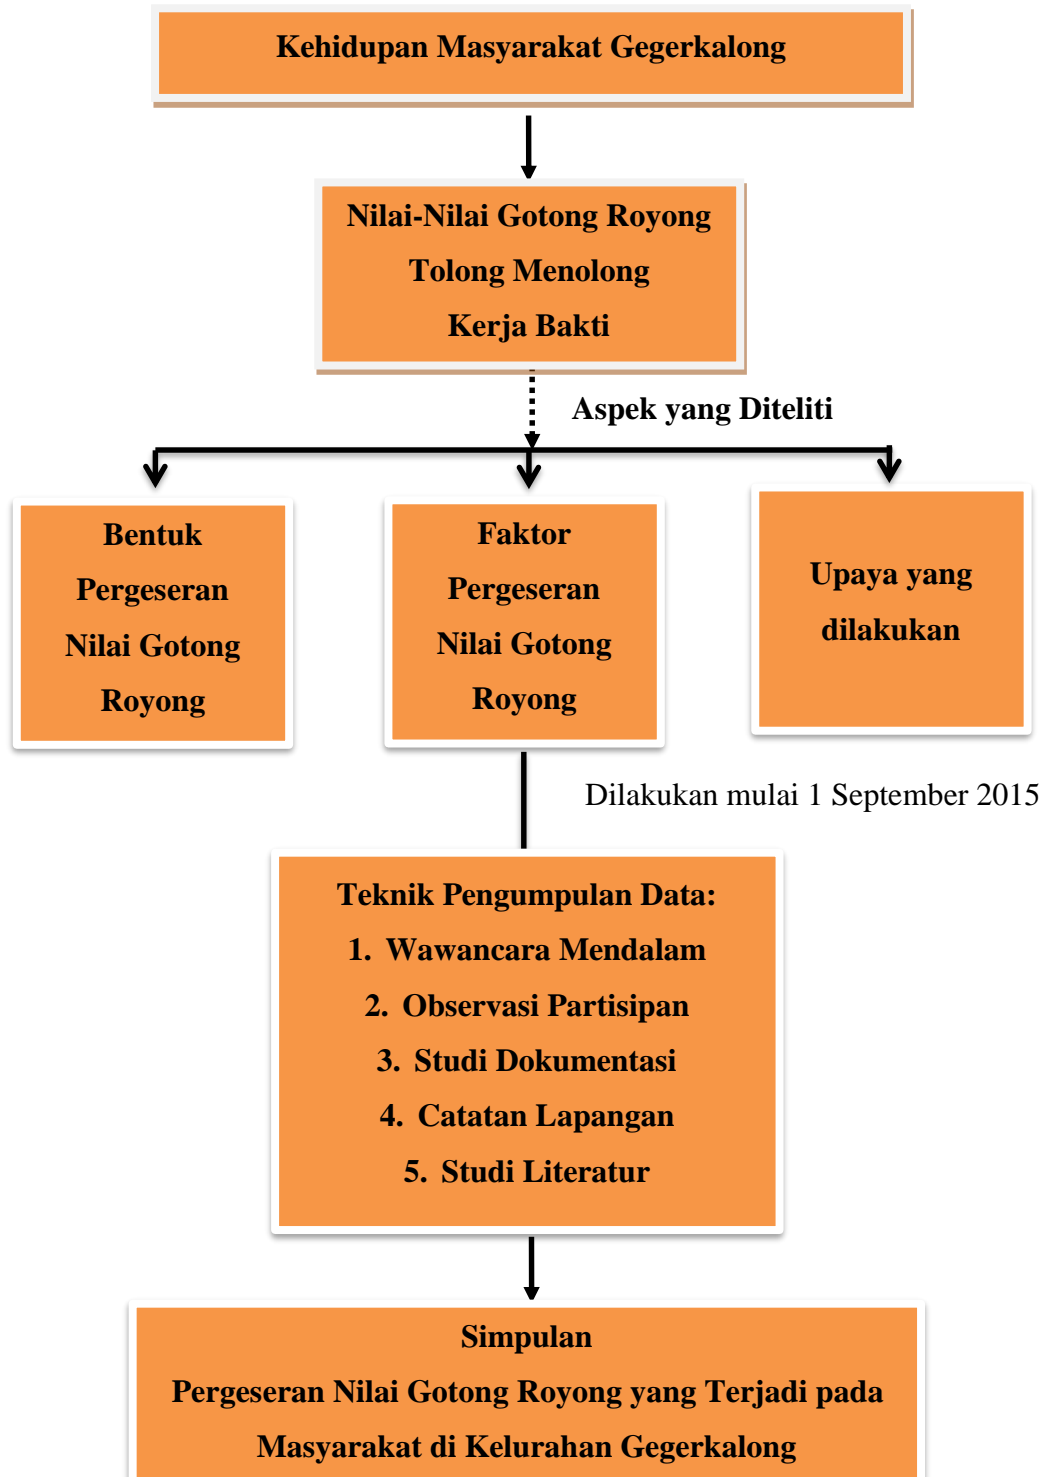 Kehidupan Masyarakat Gegerkalong
Nilai-Nilai Gotong Royong
Tolong Menolong
Kerja Bakti
Aspek yang Diteliti
Bentuk
Pergeseran
Nilai Gotong
Royong
Faktor
Pergeseran
Nilai Gotong
Royong
Upaya yang
dilakukan
Dilakukan mulai 1 September 2015
Teknik Pengumpulan Data:
1. Wawancara Mendalam
2. Observasi Partisipan
3. Studi Dokumentasi
4. Catatan Lapangan
5. Studi Literatur
Simpulan
Pergeseran Nilai Gotong Royong yang Terjadi pada
Masyarakat di Kelurahan Gegerkalong